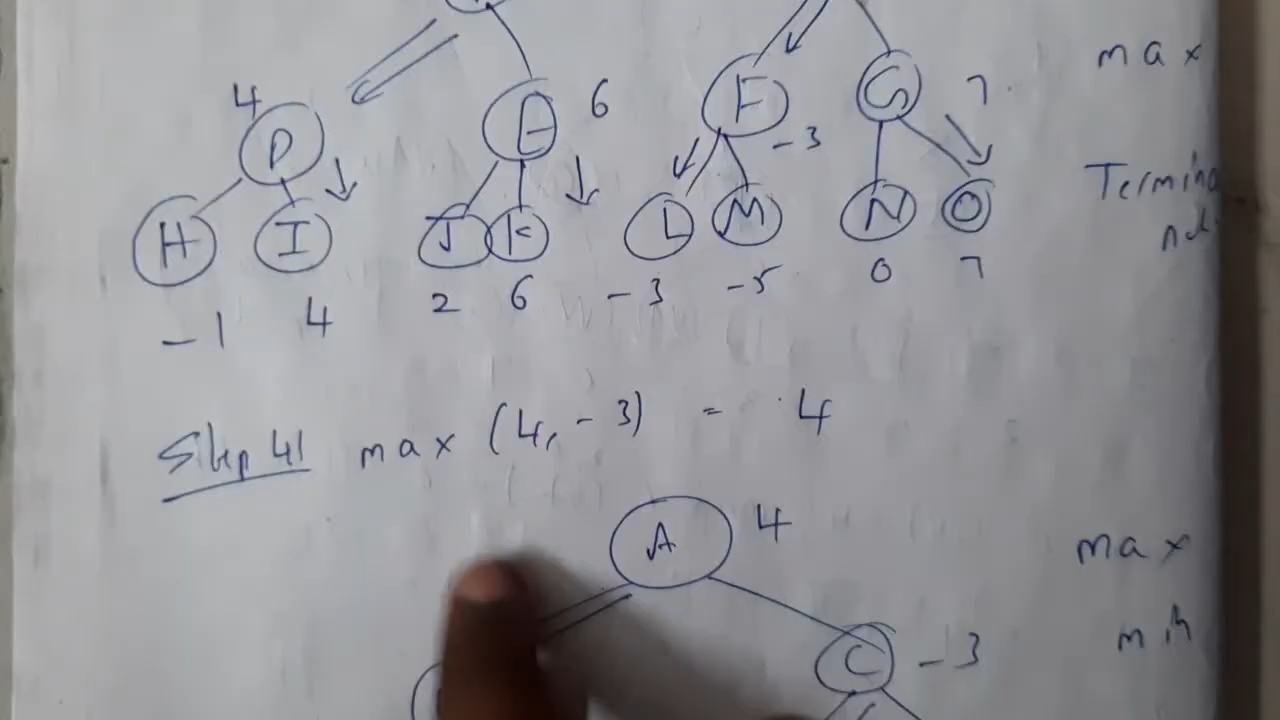 max
4
D
E
6
F
-3
G
7
Termina
H
I
J
K
L
M
N
O
-1
4
2
6
-3
-5
0
7
Step 41 max (4, -3) = 4
A
4
max
C
-3
min